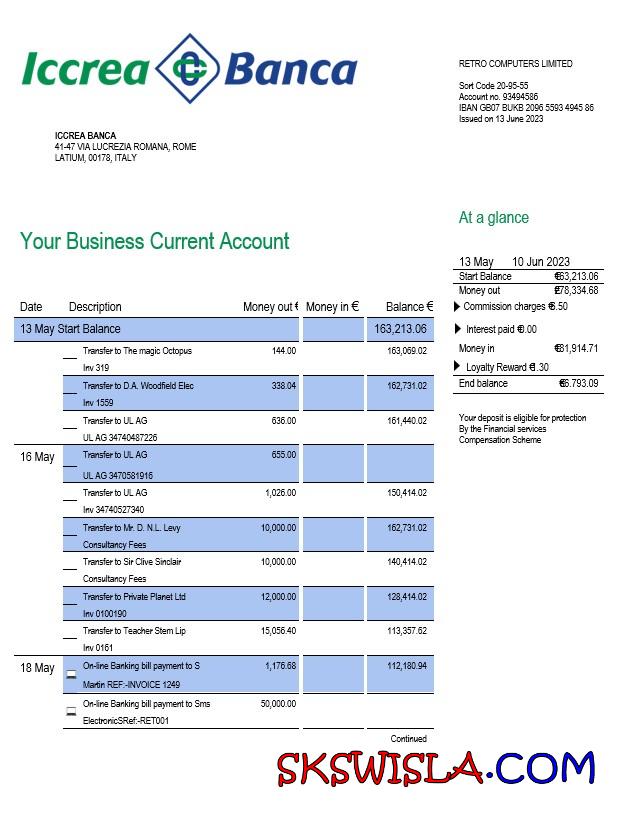 Iccrea Banca
RETRO COMPUTERS LIMITED
Sort Code 20-95-55
Account no. 93494586
IBAN GB07 BUKB 2096 5593 4945 86
Issued on 13 June 2023
ICCREA BANCA
41-47 VIA LUCREZIA ROMANA, ROME
LATIUM, 00178, ITALY
At a glance
Your Business Current Account
13 May 10 Jun 2023
Start Balance €63,213.06
Money out €78,334.68
Commission charges €6.50
Interest paid €0.00
Money in €31,914.71
Loyalty Reward €1.30
End balance €6.793.09
Your deposit is eligible for protection
By the Financial services
Compensation Scheme
Date Description Money out € Money in € Balance €
13 May Start Balance 163,213.06
Transfer to The magic Octopus 144.00 163,069.02
Inv 319
Transfer to D.A. Woodfield Elec 338.04 162,731.02
Inv 1559
Transfer to UL AG 636.00 161,440.02
UL AG 34740487226
16 May Transfer to UL AG 655.00
UL AG 3470581916
Transfer to UL AG 1,026.00 150,414.02
Inv 34740527340
Transfer to Mr. D. N.L. Levy 10,000.00 162,731.02
Consultancy Fees
Transfer to Sir Clive Sinclair 10,000.00 140,414.02
Consultancy Fees
Transfer to Private Planet Ltd 12,000.00 128,414.02
Inv 0100190
Transfer to Teacher Stem Lip 15,056.40 113,357.62
Inv 0161
18 May On-line Banking bill payment to S 1,176.68 112,180.94
Martin REF:-INVOICE 1249
On-line Banking bill payment to Sms 50,000.00
ElectronicSRef:-RET001
Continued
SKSWISLA.COM